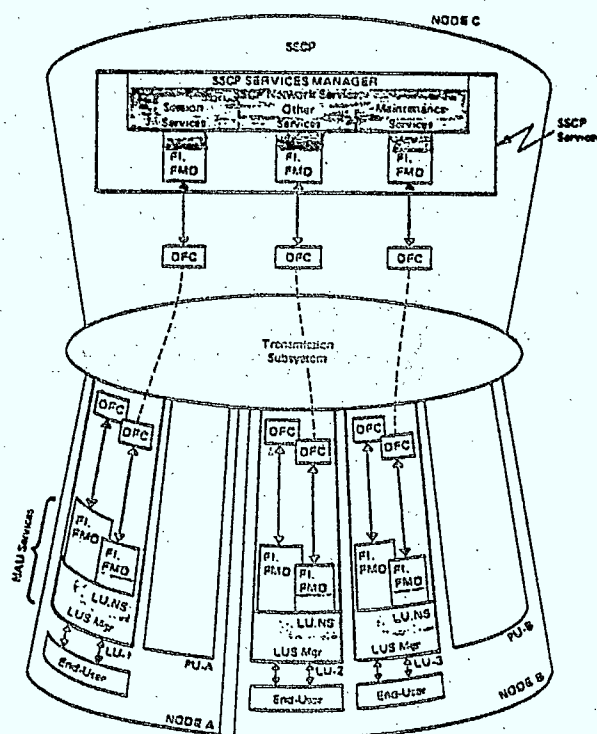 NODE C
SSCP
SSCP SERVICES MANAGER
SSCP Network Services
Session Services
Other Services
Maintenance Services
SSCP Services
FI. FMD
FI. FMD
FI. FMD
DFC
DFC
DFC
Transmission Subsystem
DFC
DFC
DFC
DFC
DFC
DFC
NAU Services
FI. FMD
FI. FMD
FI. FMD
FI. FMD
FI. FMD
FI. FMD
LU.NS
LU.NS
LU.NS
LUS Mgr
LUS Mgr
LUS Mgr
LU-1
LU-2
LU-3
PU-A
PU-B
End-User
End-User
End-User
NODE A
NODE B